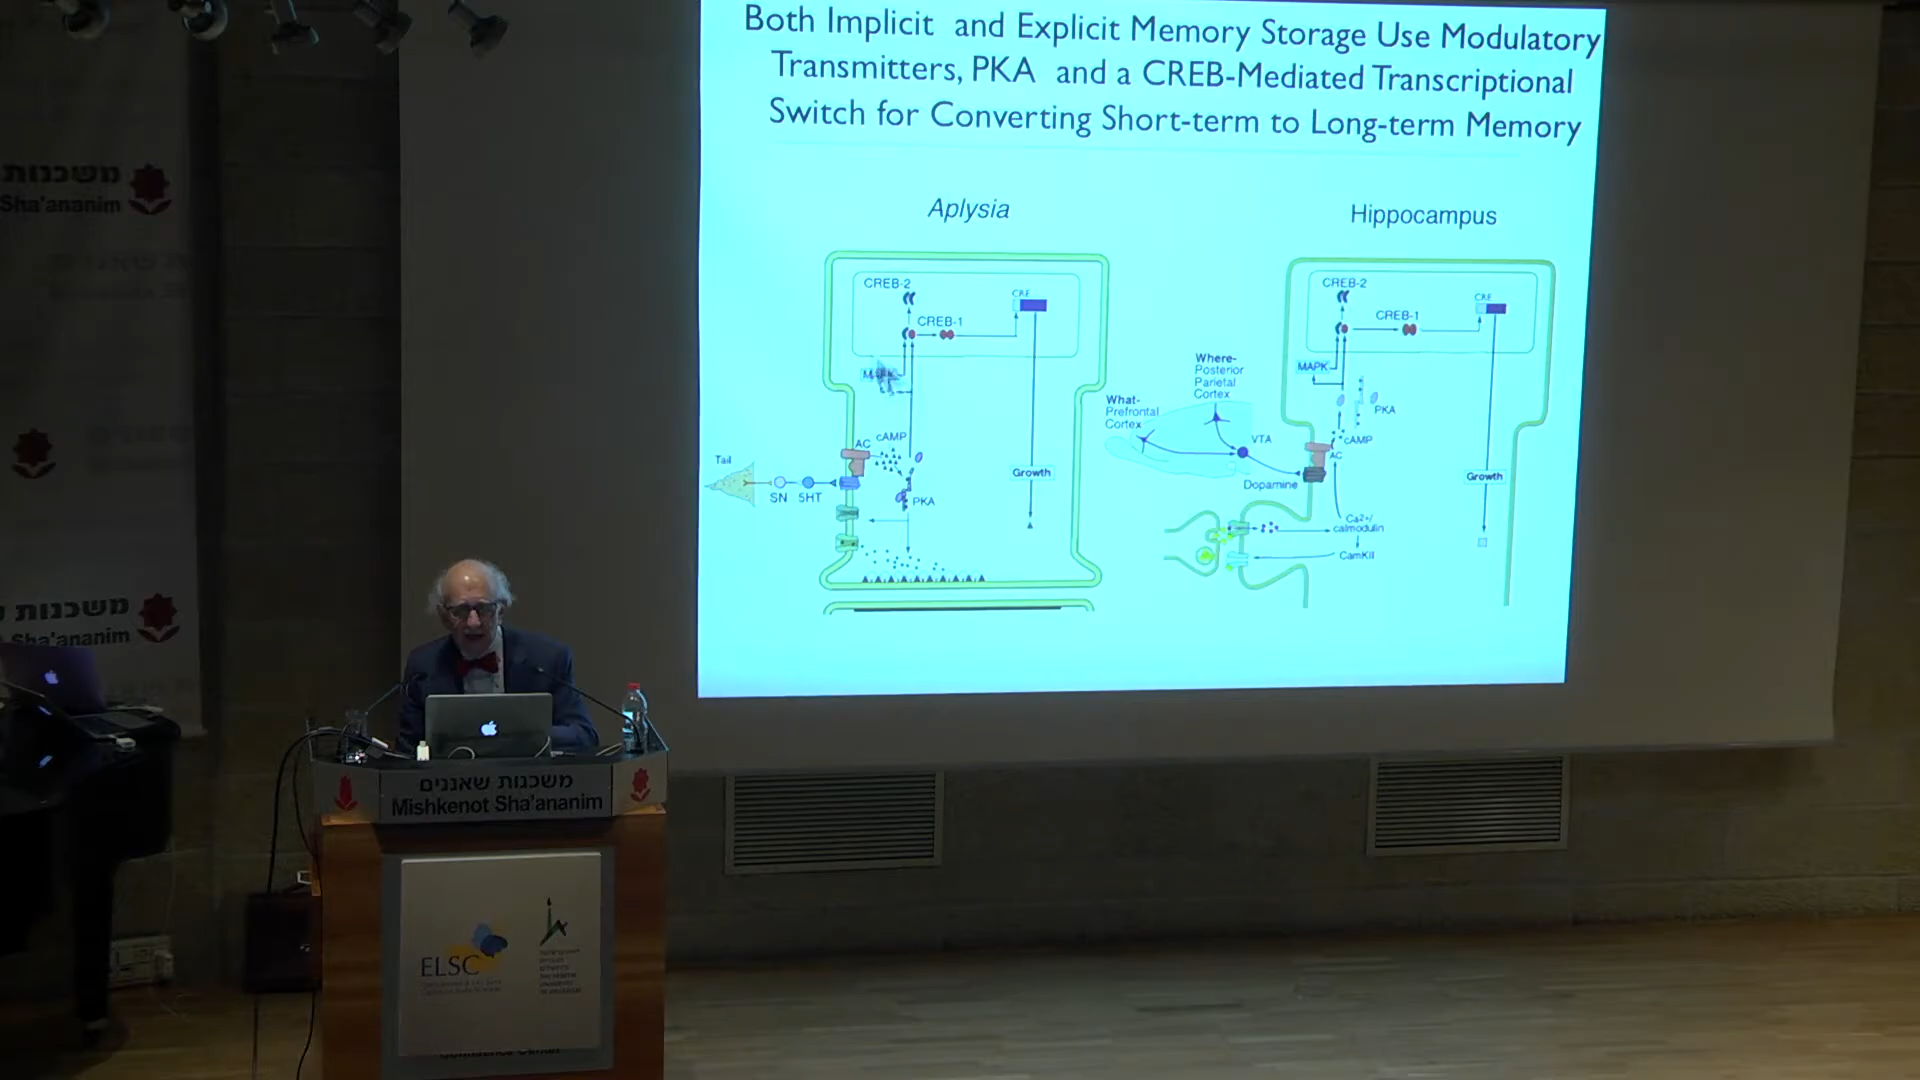 Both Implicit and Explicit Memory Storage Use Modulatory
Transmitters, PKA and a CREB-Mediated Transcriptional
Switch for Converting Short-term to Long-term Memory
Aplysia
CREB-2
CRE
CREB-1
AC
cAMP
Tail
SN
5HT
PKA
Growth
Hippocampus
CREB-2
CRE
CREB-1
MAPK
Where-
Posterior
Parietal
Cortex
What-
Prefrontal
Cortex
PKA
VTA
cAMP
AC
Dopamine
Growth
Ca2+/
calmodulin
CamKII
משכנות
Sha'ananim
משכנות
Sha'ananim
משכנות שאננים
Mishkenot Sha'ananim
ELSC